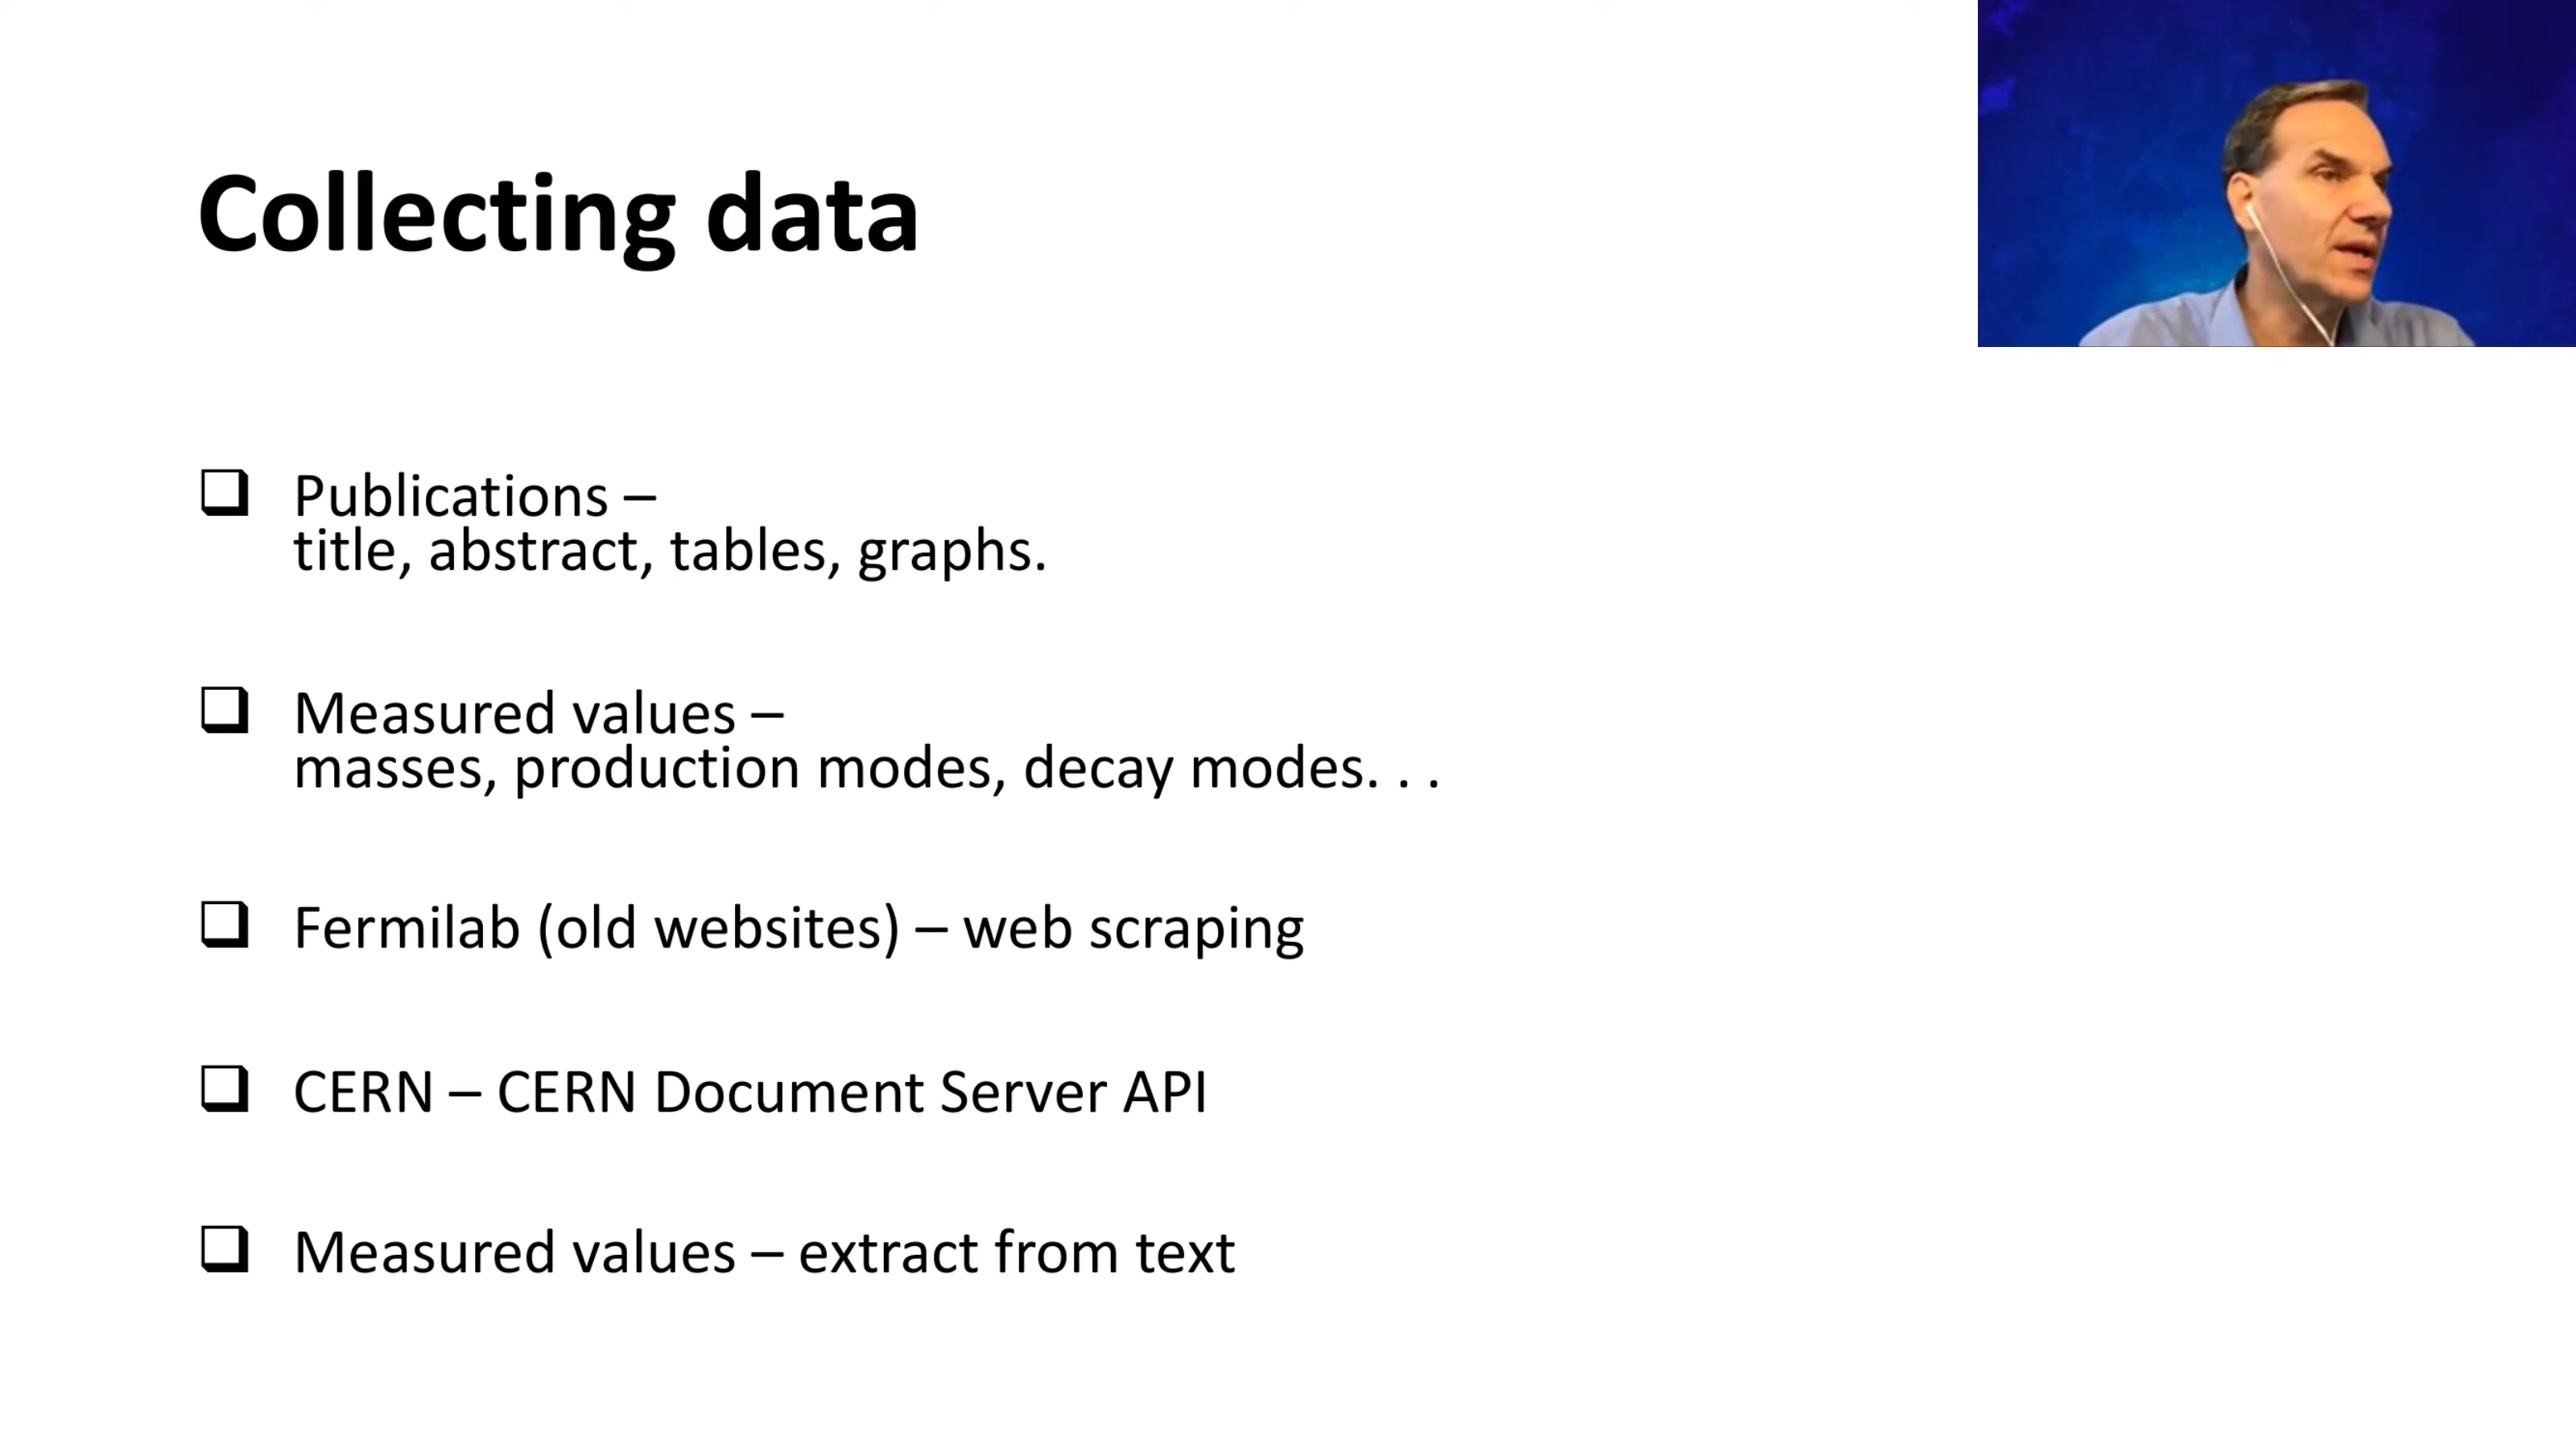 Collecting data
Publications –
title, abstract, tables, graphs.
Measured values –
masses, production modes, decay modes. . .
Fermilab (old websites) – web scraping
CERN – CERN Document Server API
Measured values – extract from text